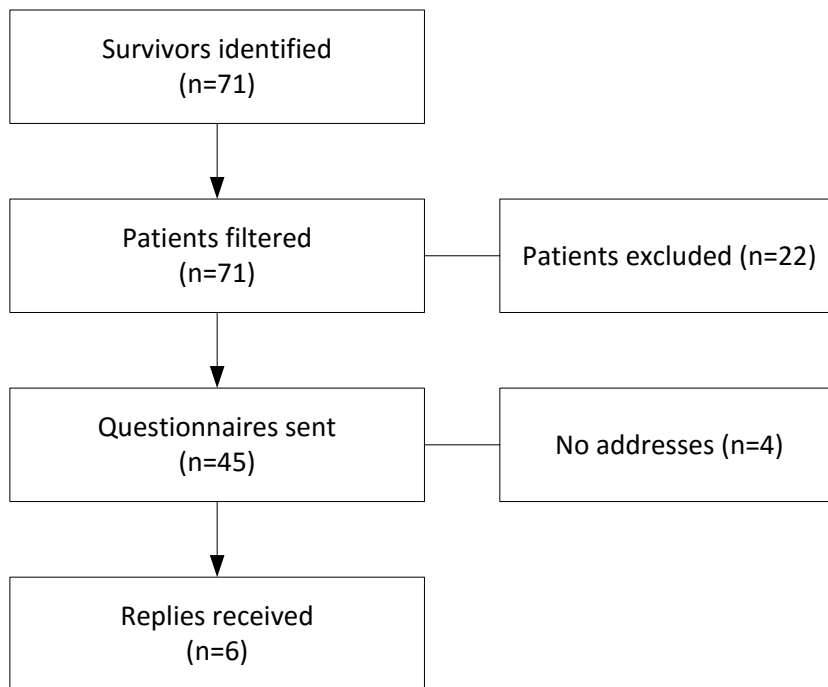 Survivors identified
(n=71)
Patients filtered
(n=71)
Patients excluded (n=22)
Questionnaires sent
(n=45)
No addresses (n=4)
Replies received
(n=6)